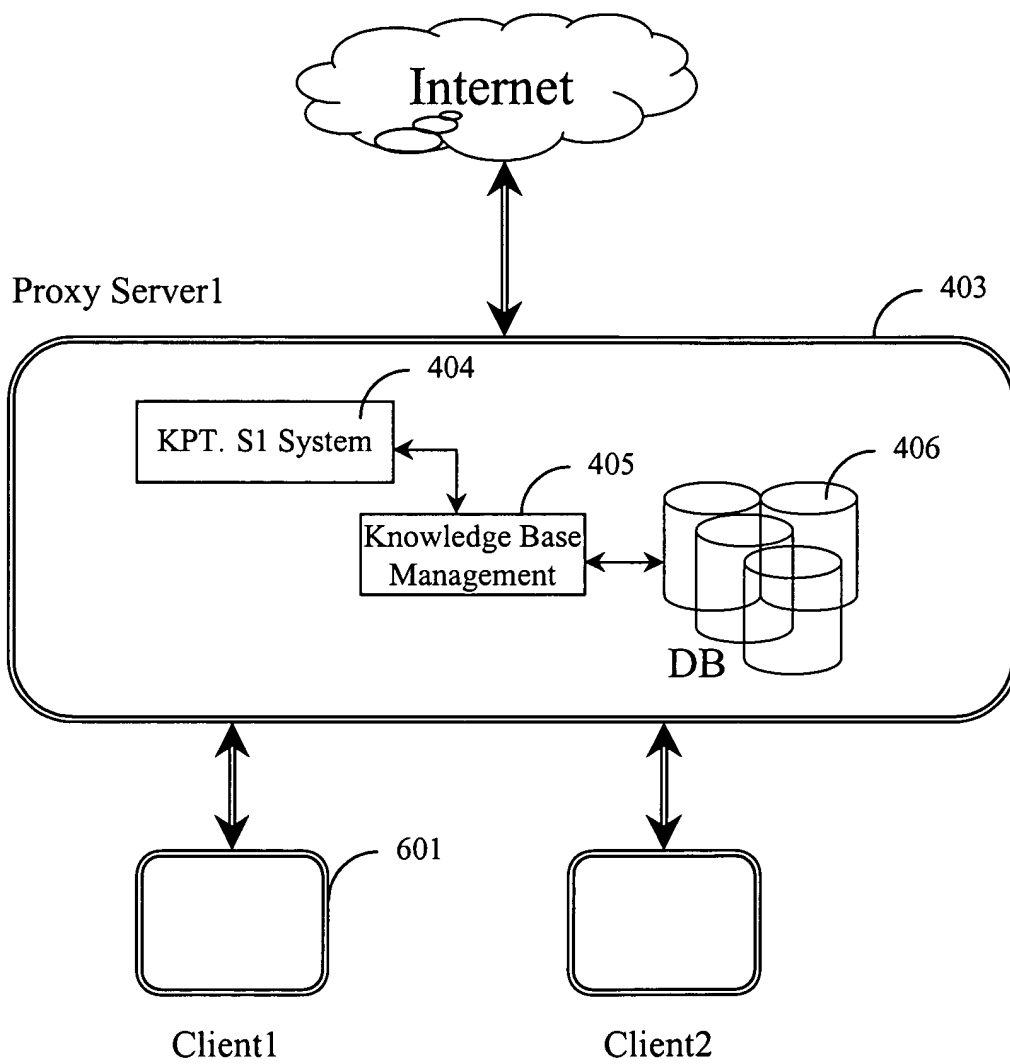 Internet
Proxy Server1
403
404
KPT. S1 System
405
406
Knowledge Base
Management
DB
601
Client1
Client2